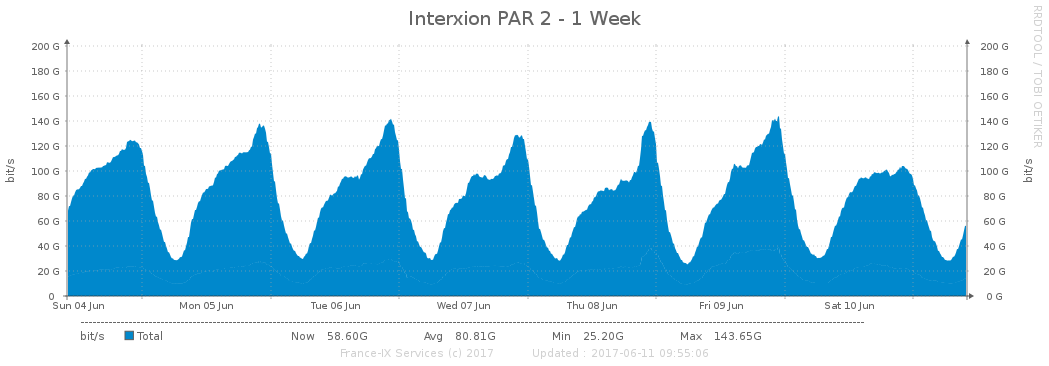 Interxion PAR 2 - 1 Week
RRDTOOL / TOBI OETIKER
200 G 200 G
180 G 180 G
160 G 160 G
140 G 140 G
120 G 120 G
100 G 100 G
80 G 80 G
60 G 60 G
40 G 40 G
20 G 20 G
0 0 G
bit/s bit/s
Sun 04 Jun Mon 05 Jun Tue 06 Jun Wed 07 Jun Thu 08 Jun Fri 09 Jun Sat 10 Jun
bit/s Total Now 58.60G Avg 80.81G Min 25.20G Max 143.65G
France-IX Services (c) 2017 Updated : 2017-06-11 09:55:06